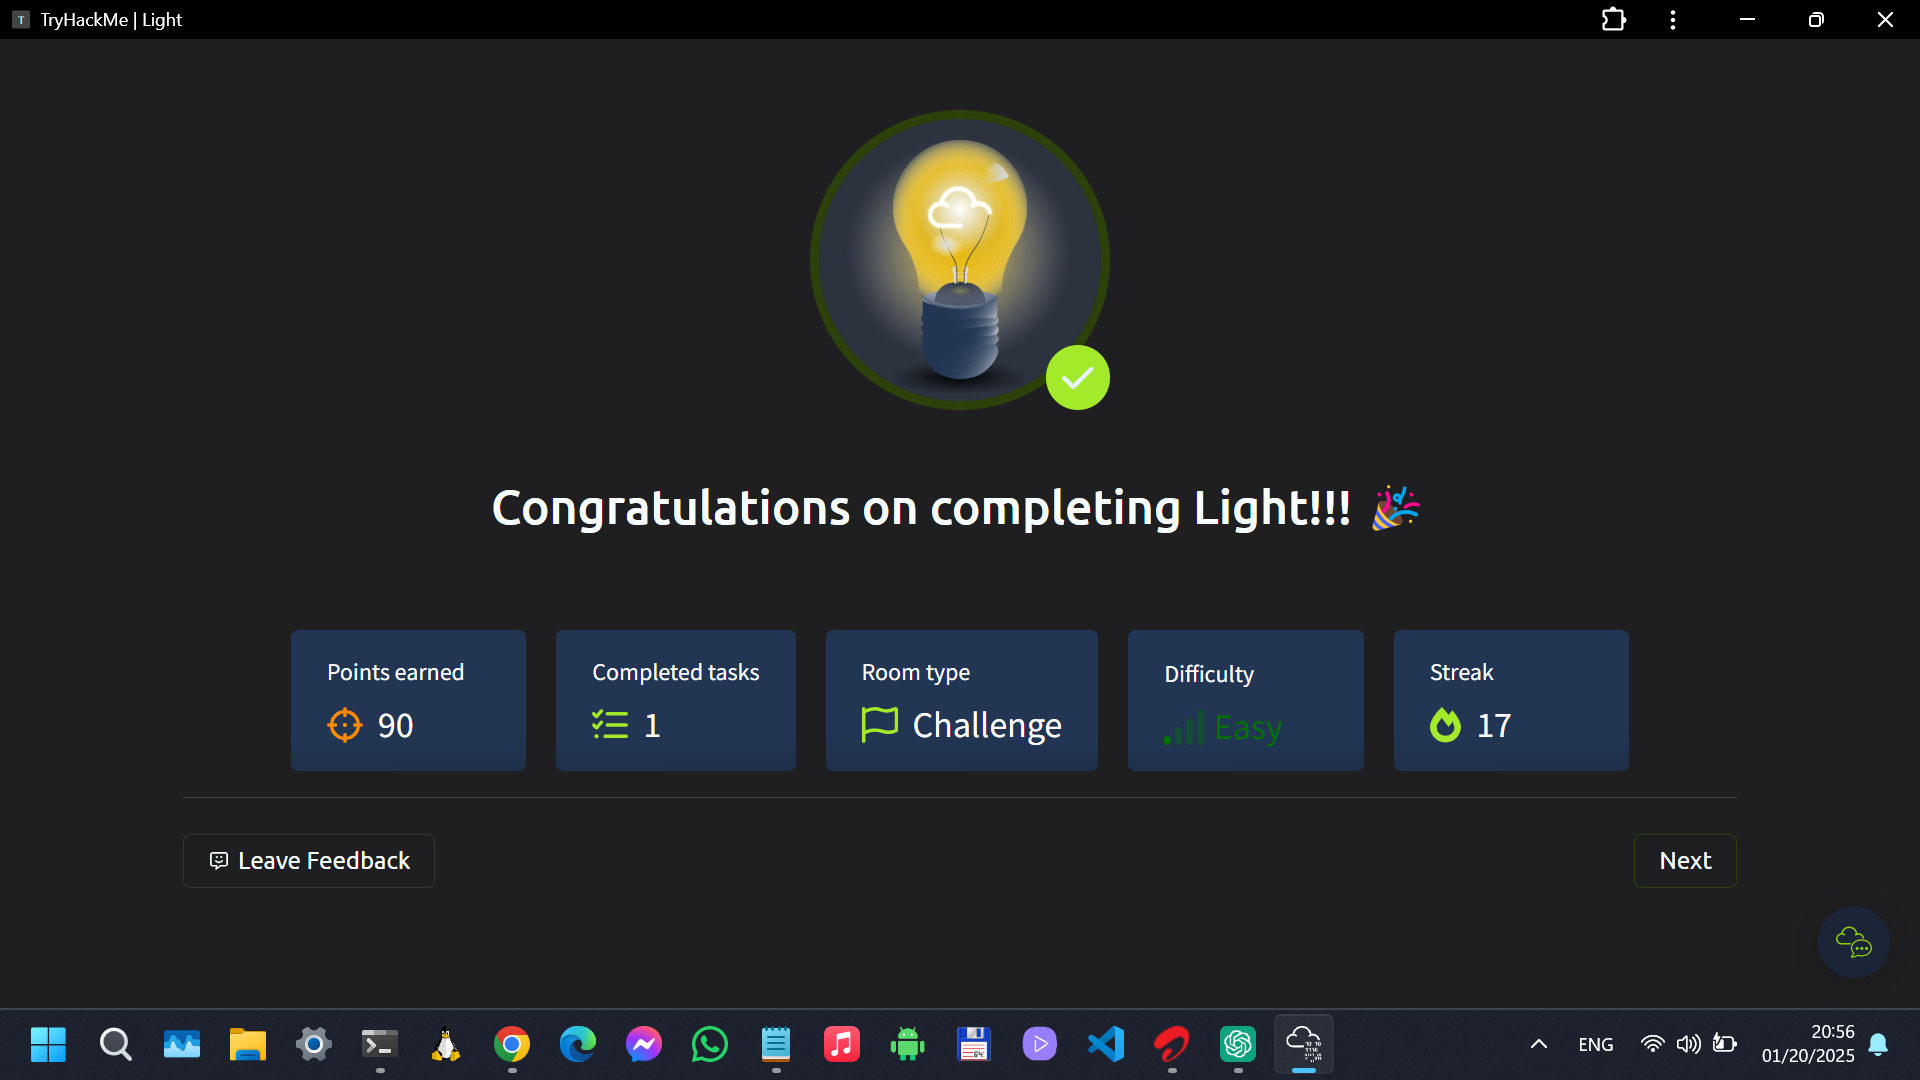 T TryHackMe | Light
Congratulations on completing Light!!! 🎉
Points earned
90
Completed tasks
1
Room type
Challenge
Difficulty
Easy
Streak
17
Leave Feedback
Next
ENG
20:56
01/20/2025